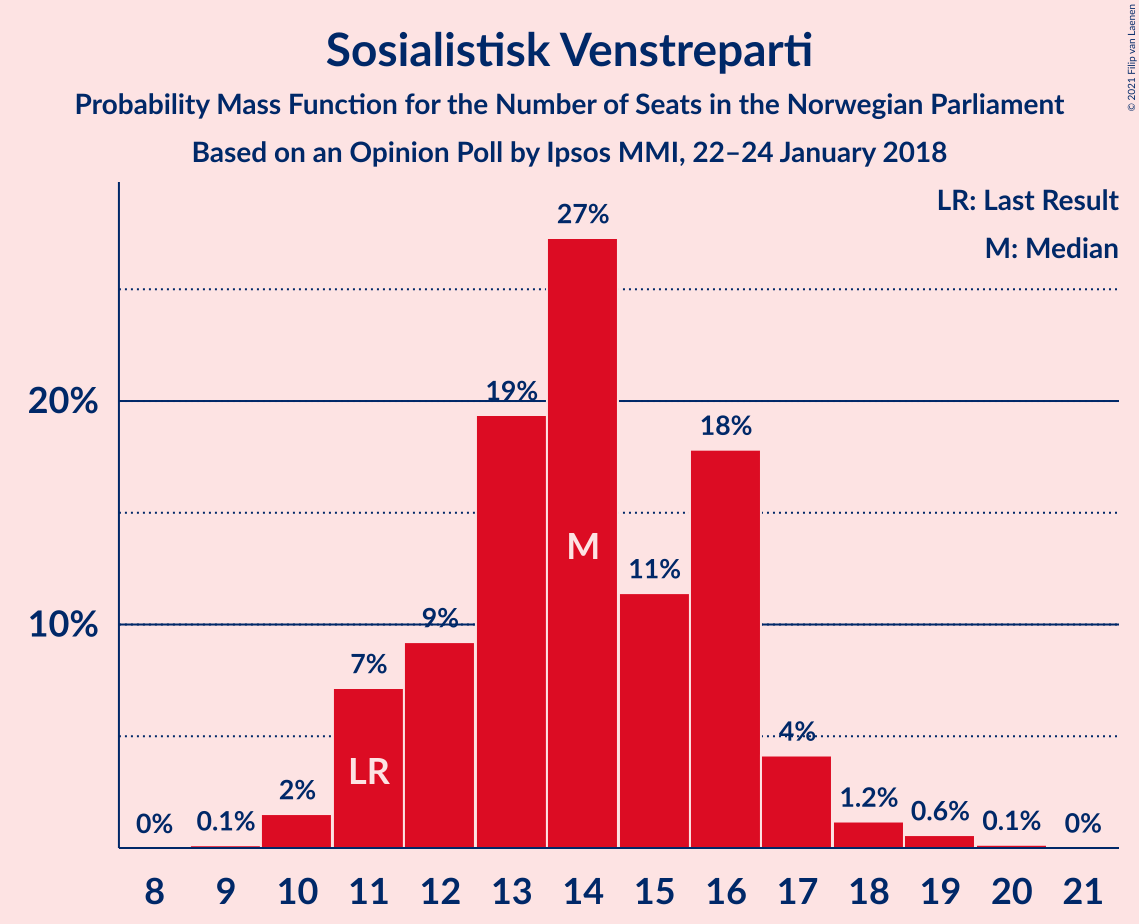 Sosialistisk Venstreparti
Probability Mass Function for the Number of Seats in the Norwegian Parliament
Based on an Opinion Poll by Ipsos MMI, 22–24 January 2018
© 2021 Filip van Laenen
LR: Last Result
M: Median
20%
10%
0%
0.1%
2%
7%
9%
19%
27%
11%
18%
4%
1.2%
0.6%
0.1%
0%
LR
M
8 9 10 11 12 13 14 15 16 17 18 19 20 21